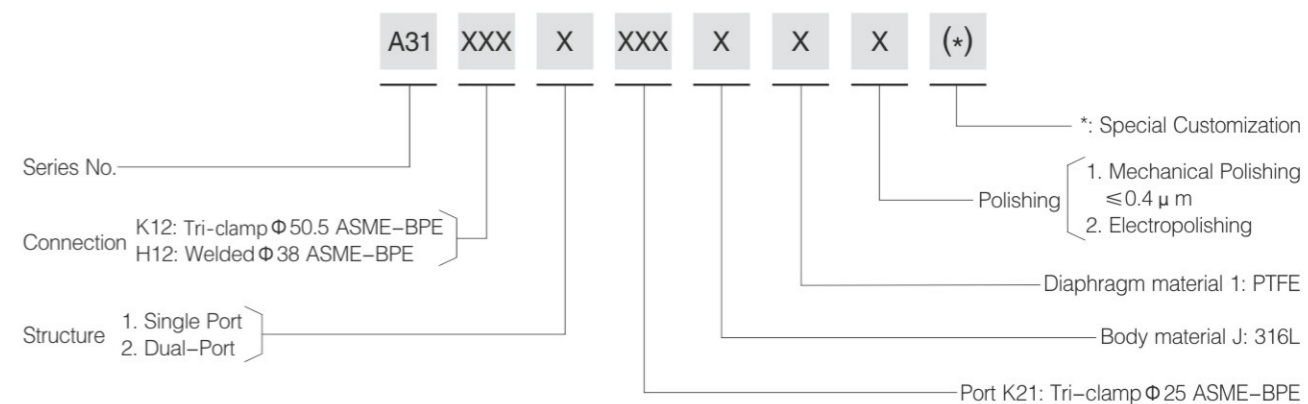 A31 XXX X XXX X X X (*)
*: Special Customization
Series No.
1. Mechanical Polishing
Polishing
≤0.4 μ m
2. Electropolishing
K12: Tri-clamp Φ 50.5 ASME-BPE
Connection
H12: Welded Φ 38 ASME-BPE
Diaphragm material 1: PTFE
1. Single Port
Structure
2. Dual-Port
Body material J: 316L
Port K21: Tri-clamp Φ 25 ASME-BPE